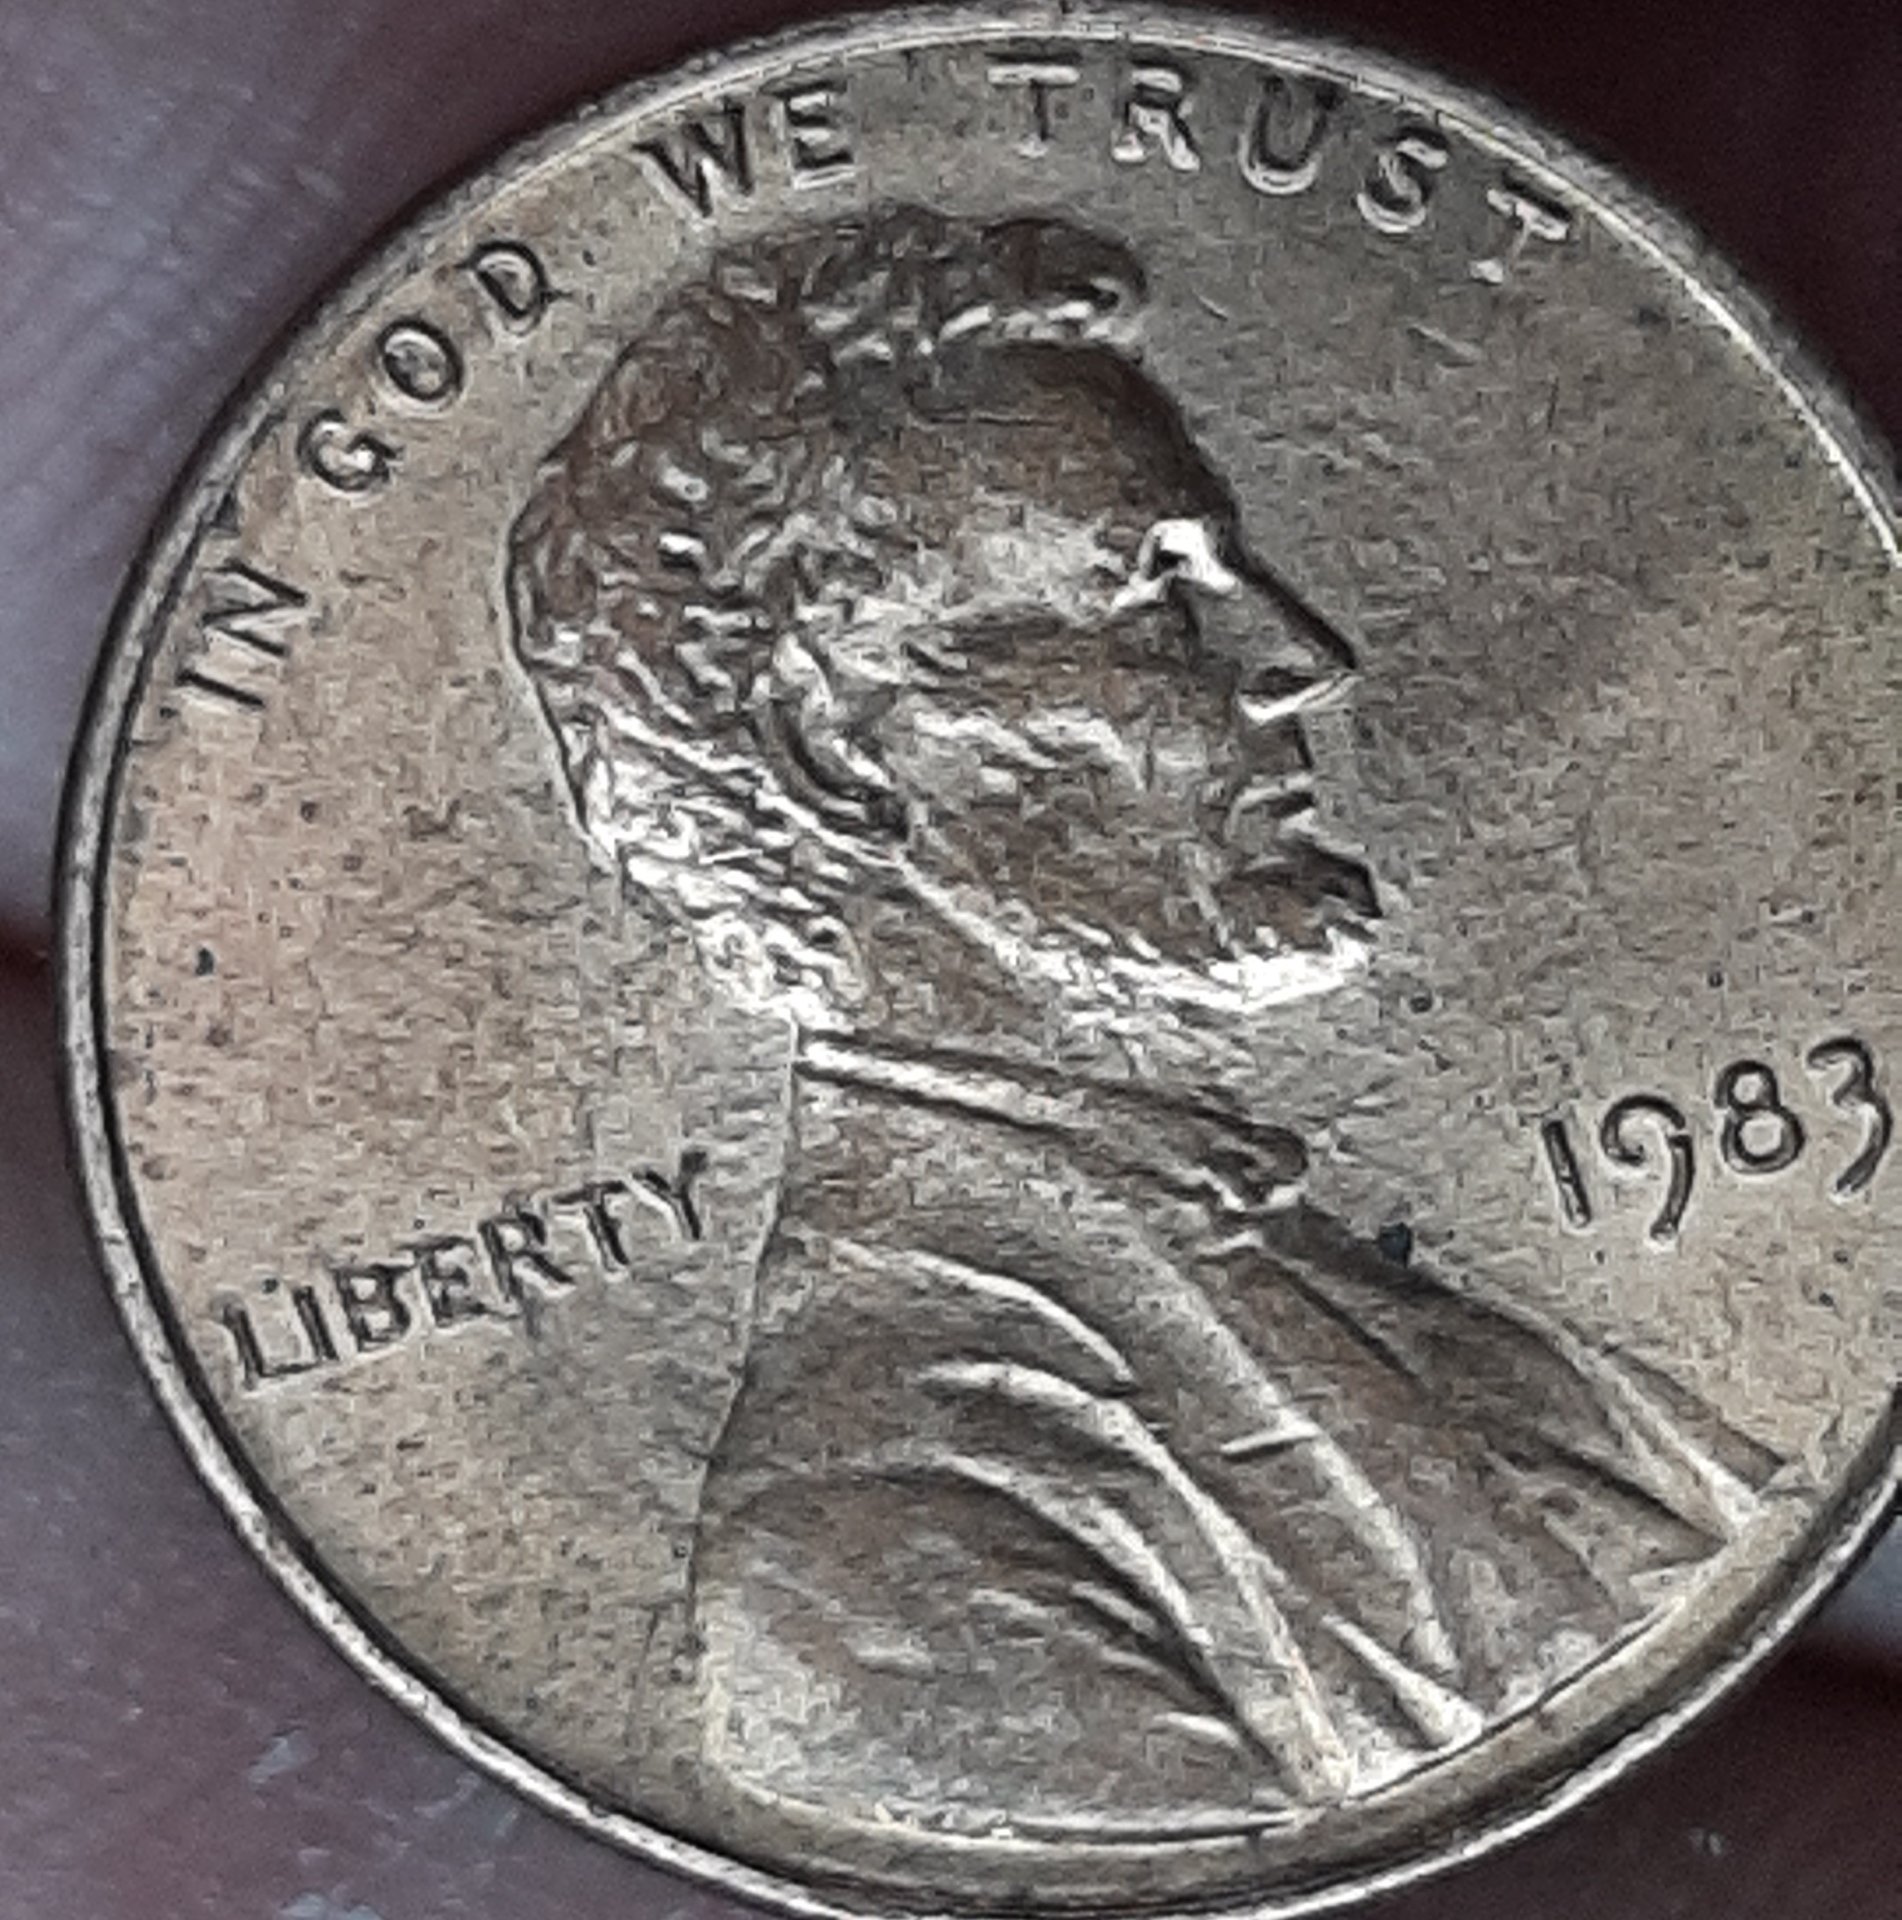 IN GOD WE TRUST
LIBERTY
1983